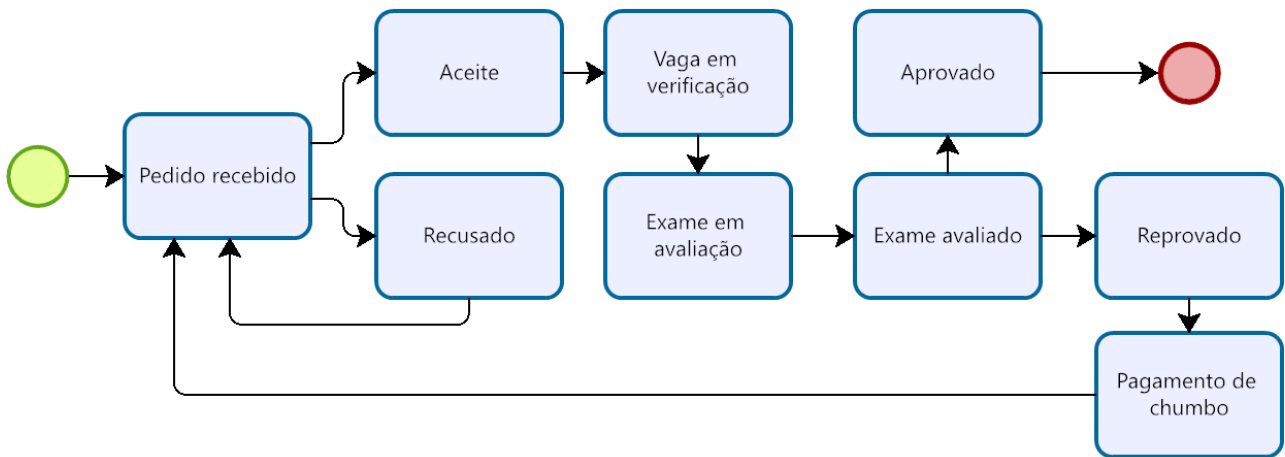 Pedido recebido
Aceite
Recusado
Vaga em
verificação
Exame em
avaliação
Exame avaliado
Aprovado
Reprovado
Pagamento de
chumbo